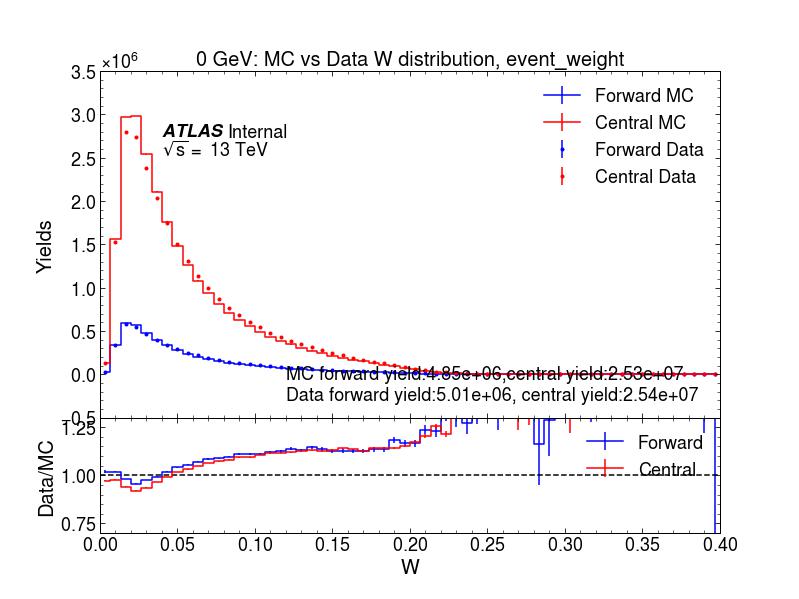 0 GeV: MC vs Data W distribution, event_weight
×10⁶
3.5
3.0
2.5
2.0
1.5
1.0
0.5
0.0
0.5
Yields
ATLAS Internal
√s = 13 TeV
Forward MC
Central MC
Forward Data
Central Data
MC forward yield:4.85e+06,central yield:2.53e+07
Data forward yield:5.01e+06, central yield:2.54e+07
1.25
1.00
0.75
Data/MC
Forward
Central
0.00 0.05 0.10 0.15 0.20 0.25 0.30 0.35 0.40
W